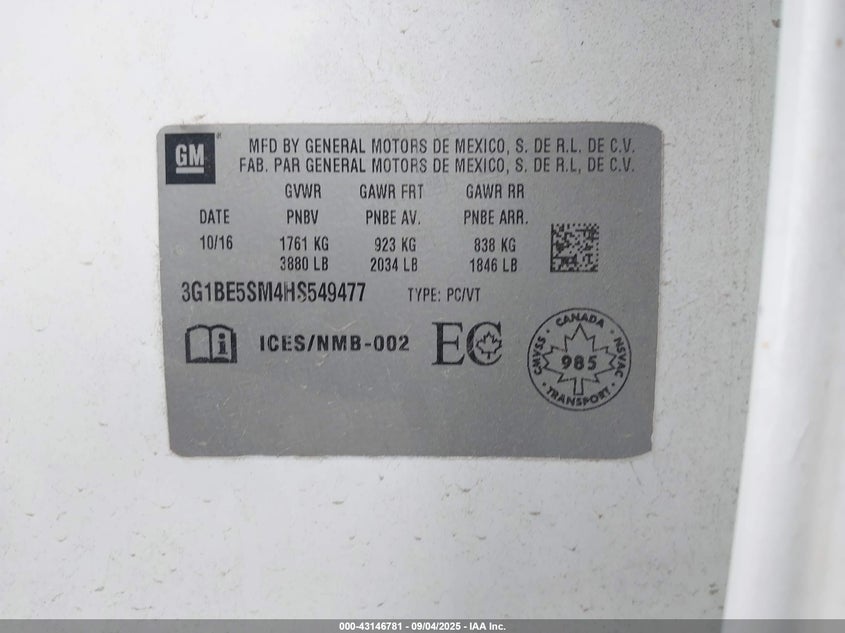 GM
MFD BY GENERAL MOTORS DE MEXICO, S. DE R.L. DE C.V.
FAB. PAR GENERAL MOTORS DE MEXICO, S. DE R.L, DE C.V.
GVWR GAWR FRT GAWR RR
DATE PNBV PNBE AV. PNBE ARR.
10/16 1761 KG 923 KG 838 KG
3880 LB 2034 LB 1846 LB
3G1BE5SM4HS549477 TYPE: PC/VT
i ICES/NMB-002 EC
CANADA
CMVSS 985 NSVAC
TRANSPORT
000-43146781 - 09/04/2025 - IAA Inc.